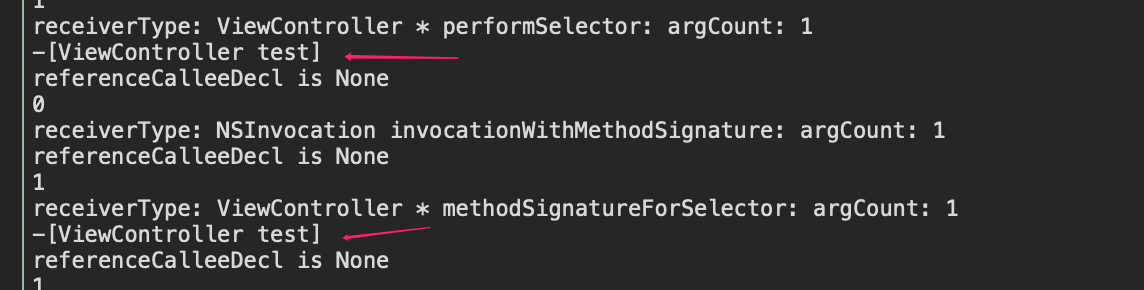 1
receiverType: ViewController * performSelector: argCount: 1
-[ViewController test]
referenceCalleeDecl is None
0
receiverType: NSInvocation invocationWithMethodSignature: argCount: 1
referenceCalleeDecl is None
1
receiverType: ViewController * methodSignatureForSelector: argCount: 1
-[ViewController test]
referenceCalleeDecl is None
1